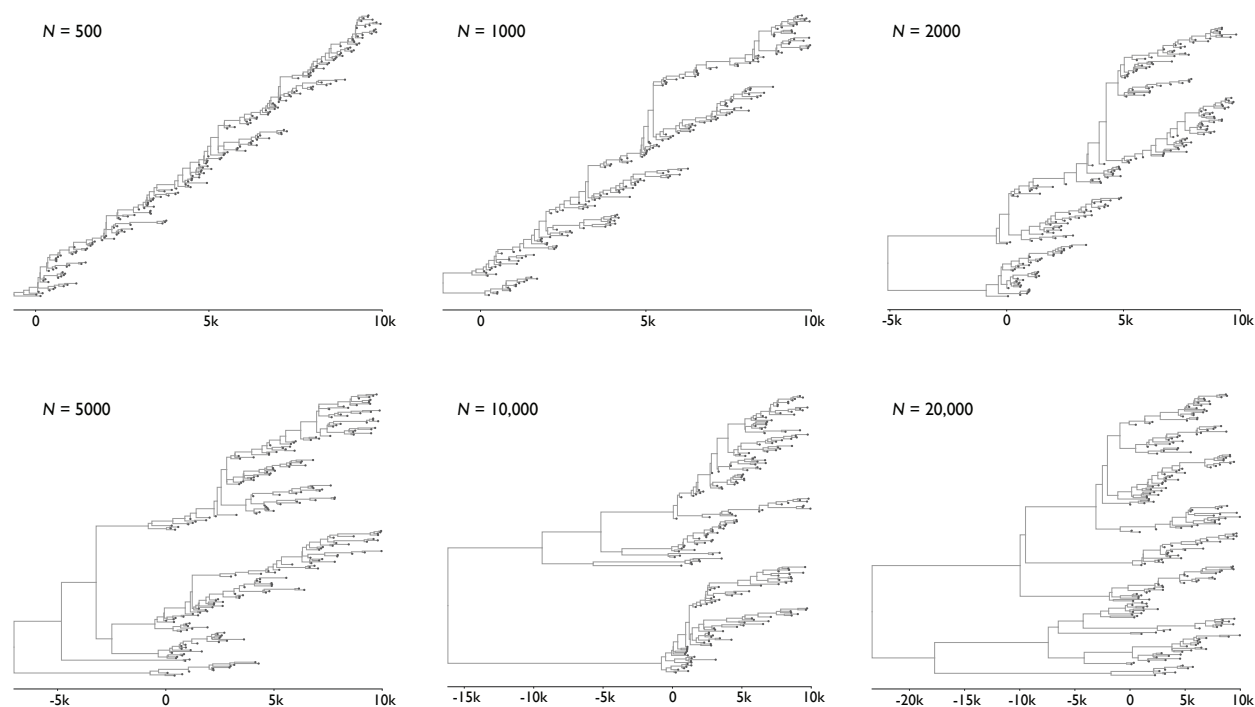 N = 500
N = 1000
N = 2000
0 5k 10k
0 5k 10k
-5k 0 5k 10k
N = 5000
N = 10,000
N = 20,000
-5k 0 5k 10k
-15k -10k -5k 0 5k 10k
-20k -15k -10k -5k 0 5k 10k